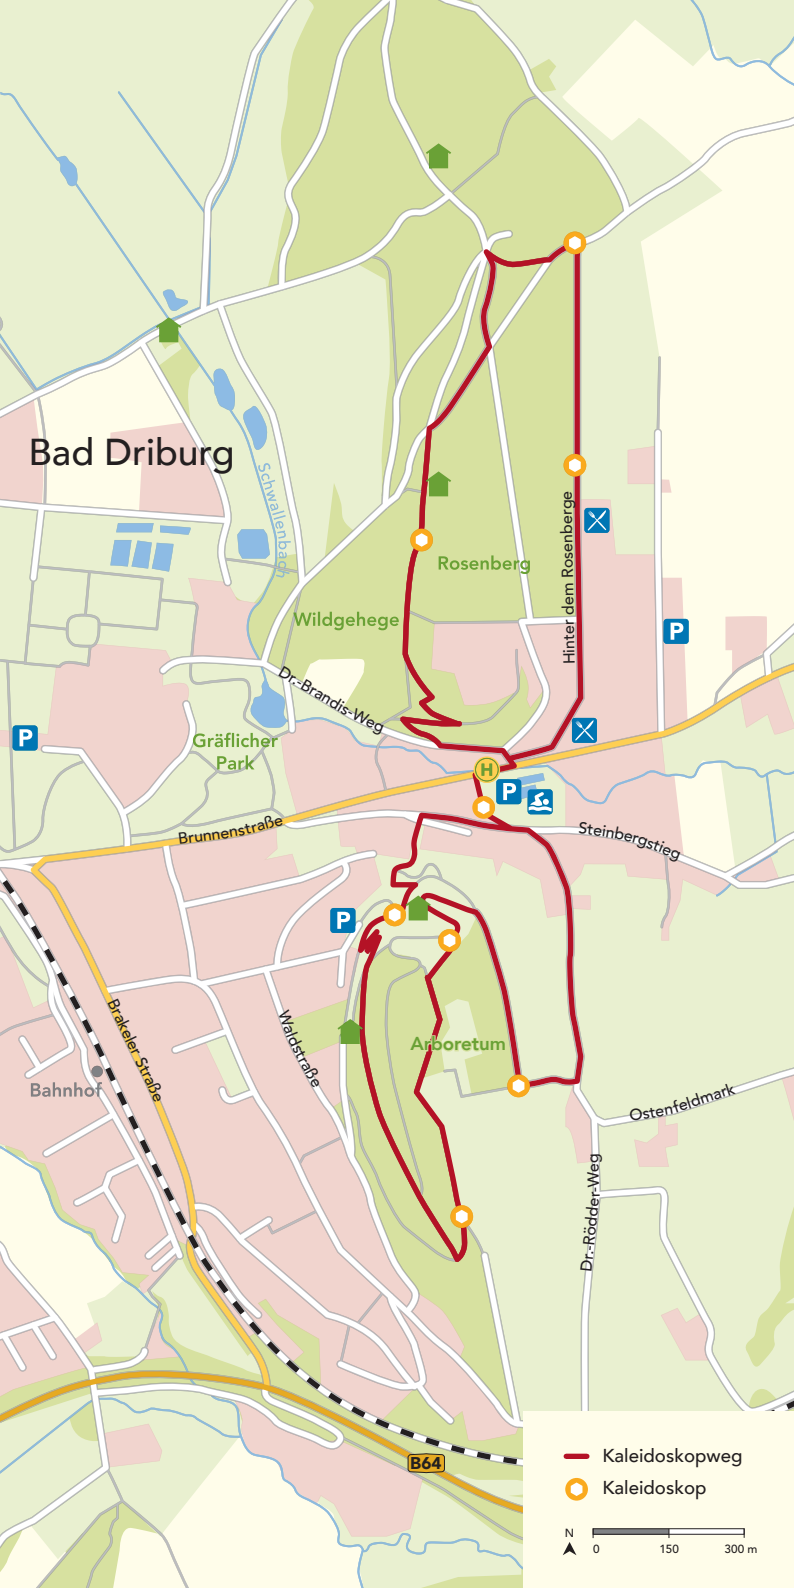 Bad Driburg
Schwallenbach
Rosenberg
Hinter dem Rosenberge
Wildgehege
P
Dr.-Brandis-Weg
P
Gräflicher
Park
H
P
Brunnenstraße
Steinbergstieg
P
Brakeler Straße
Waldstraße
Arboretum
Bahnhof
Ostenfeldmark
Dr.-Rödder-Weg
B64
Kaleidoskopweg
Kaleidoskop
N
0 150 300 m